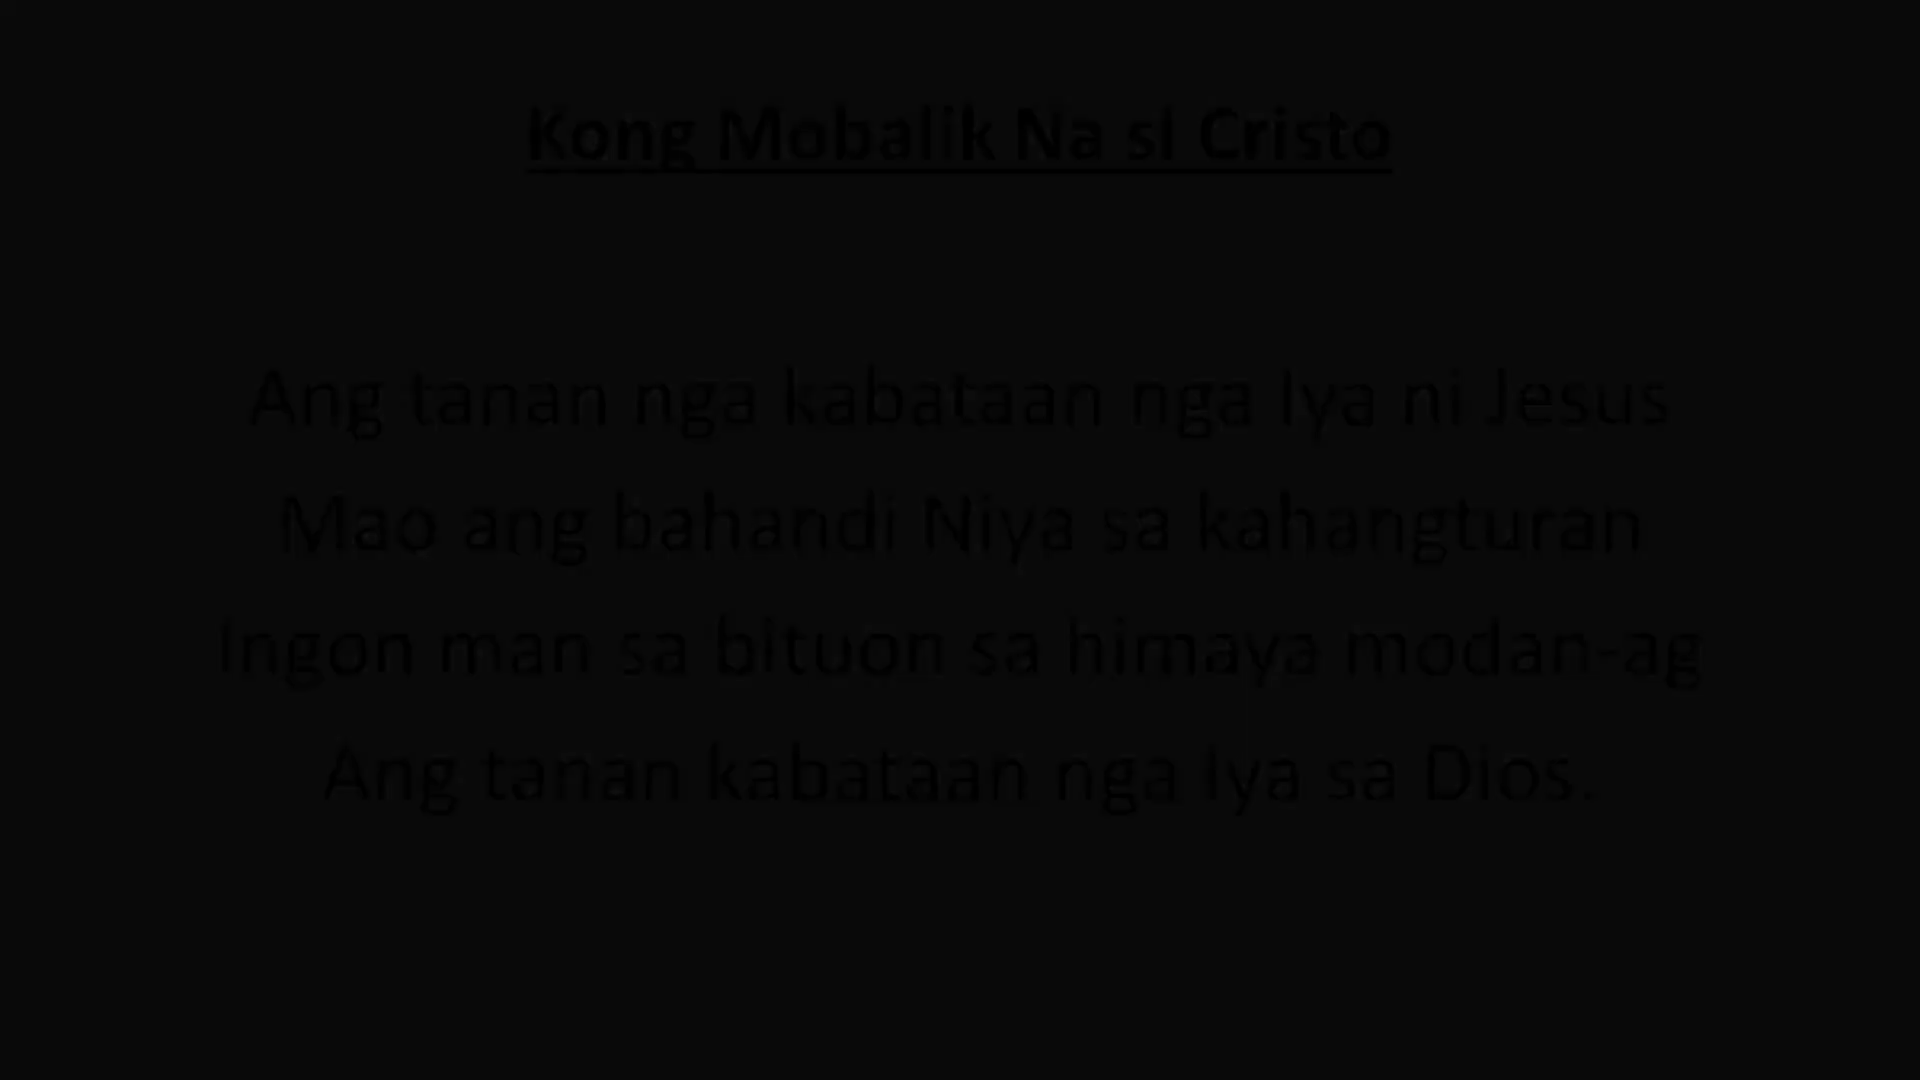 Kong Mobalik Na si Cristo
Ang tanan nga kabataan nga Iya ni Jesus
Mao ang bahandi Niya sa kahangturan
Ingon man sa bituon sa himaya modan-ag
Ang tanan kabataan nga Iya sa Dios.